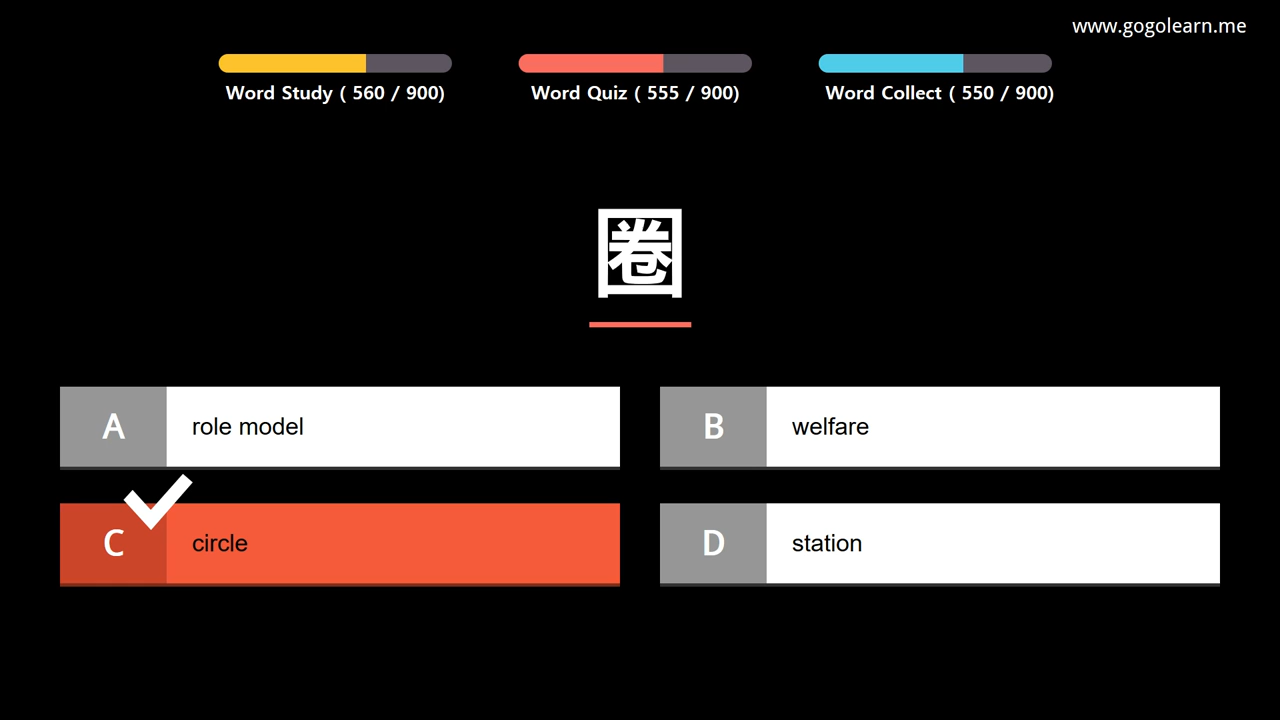 www.gogolearn.me
Word Study ( 560 / 900)
Word Quiz ( 555 / 900)
Word Collect ( 550 / 900)
圈
A role model
B welfare
C circle
D station